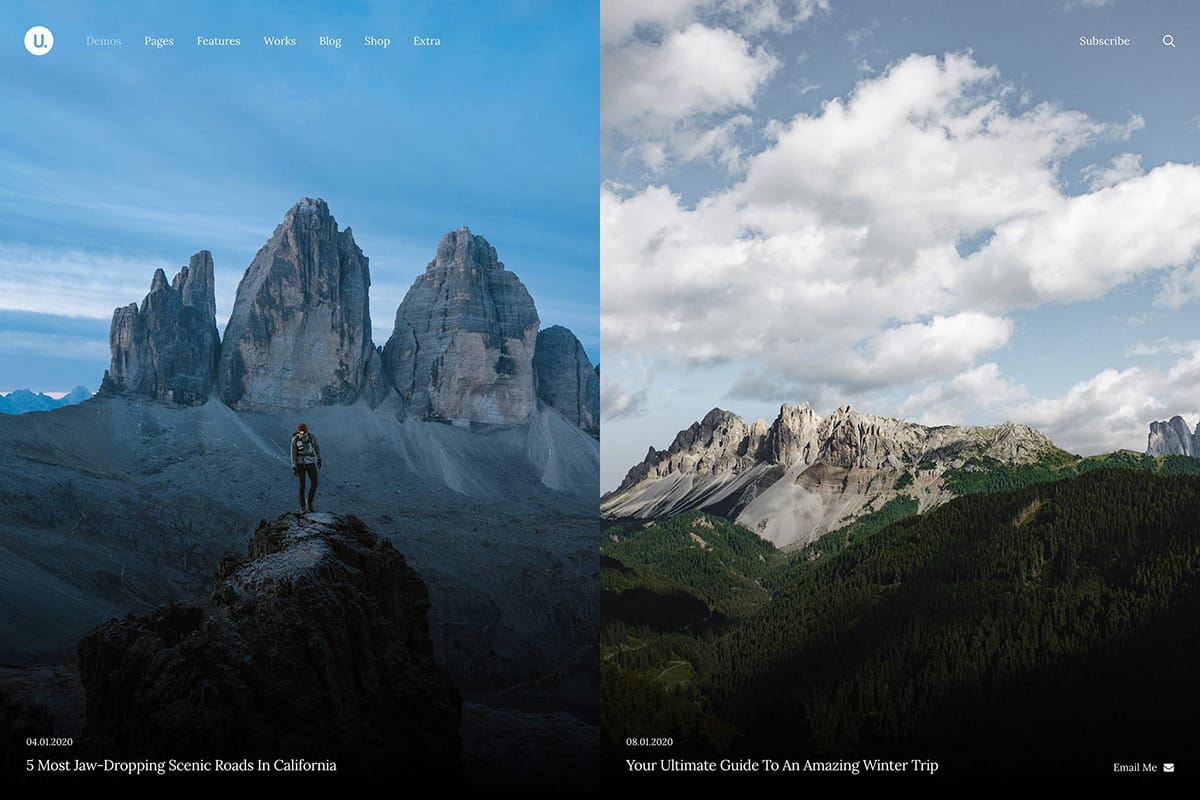 U.
Demos Pages Features Works Blog Shop Extra
Subscribe
04.01.2020
5 Most Jaw-Dropping Scenic Roads In California
08.01.2020
Your Ultimate Guide To An Amazing Winter Trip
Email Me